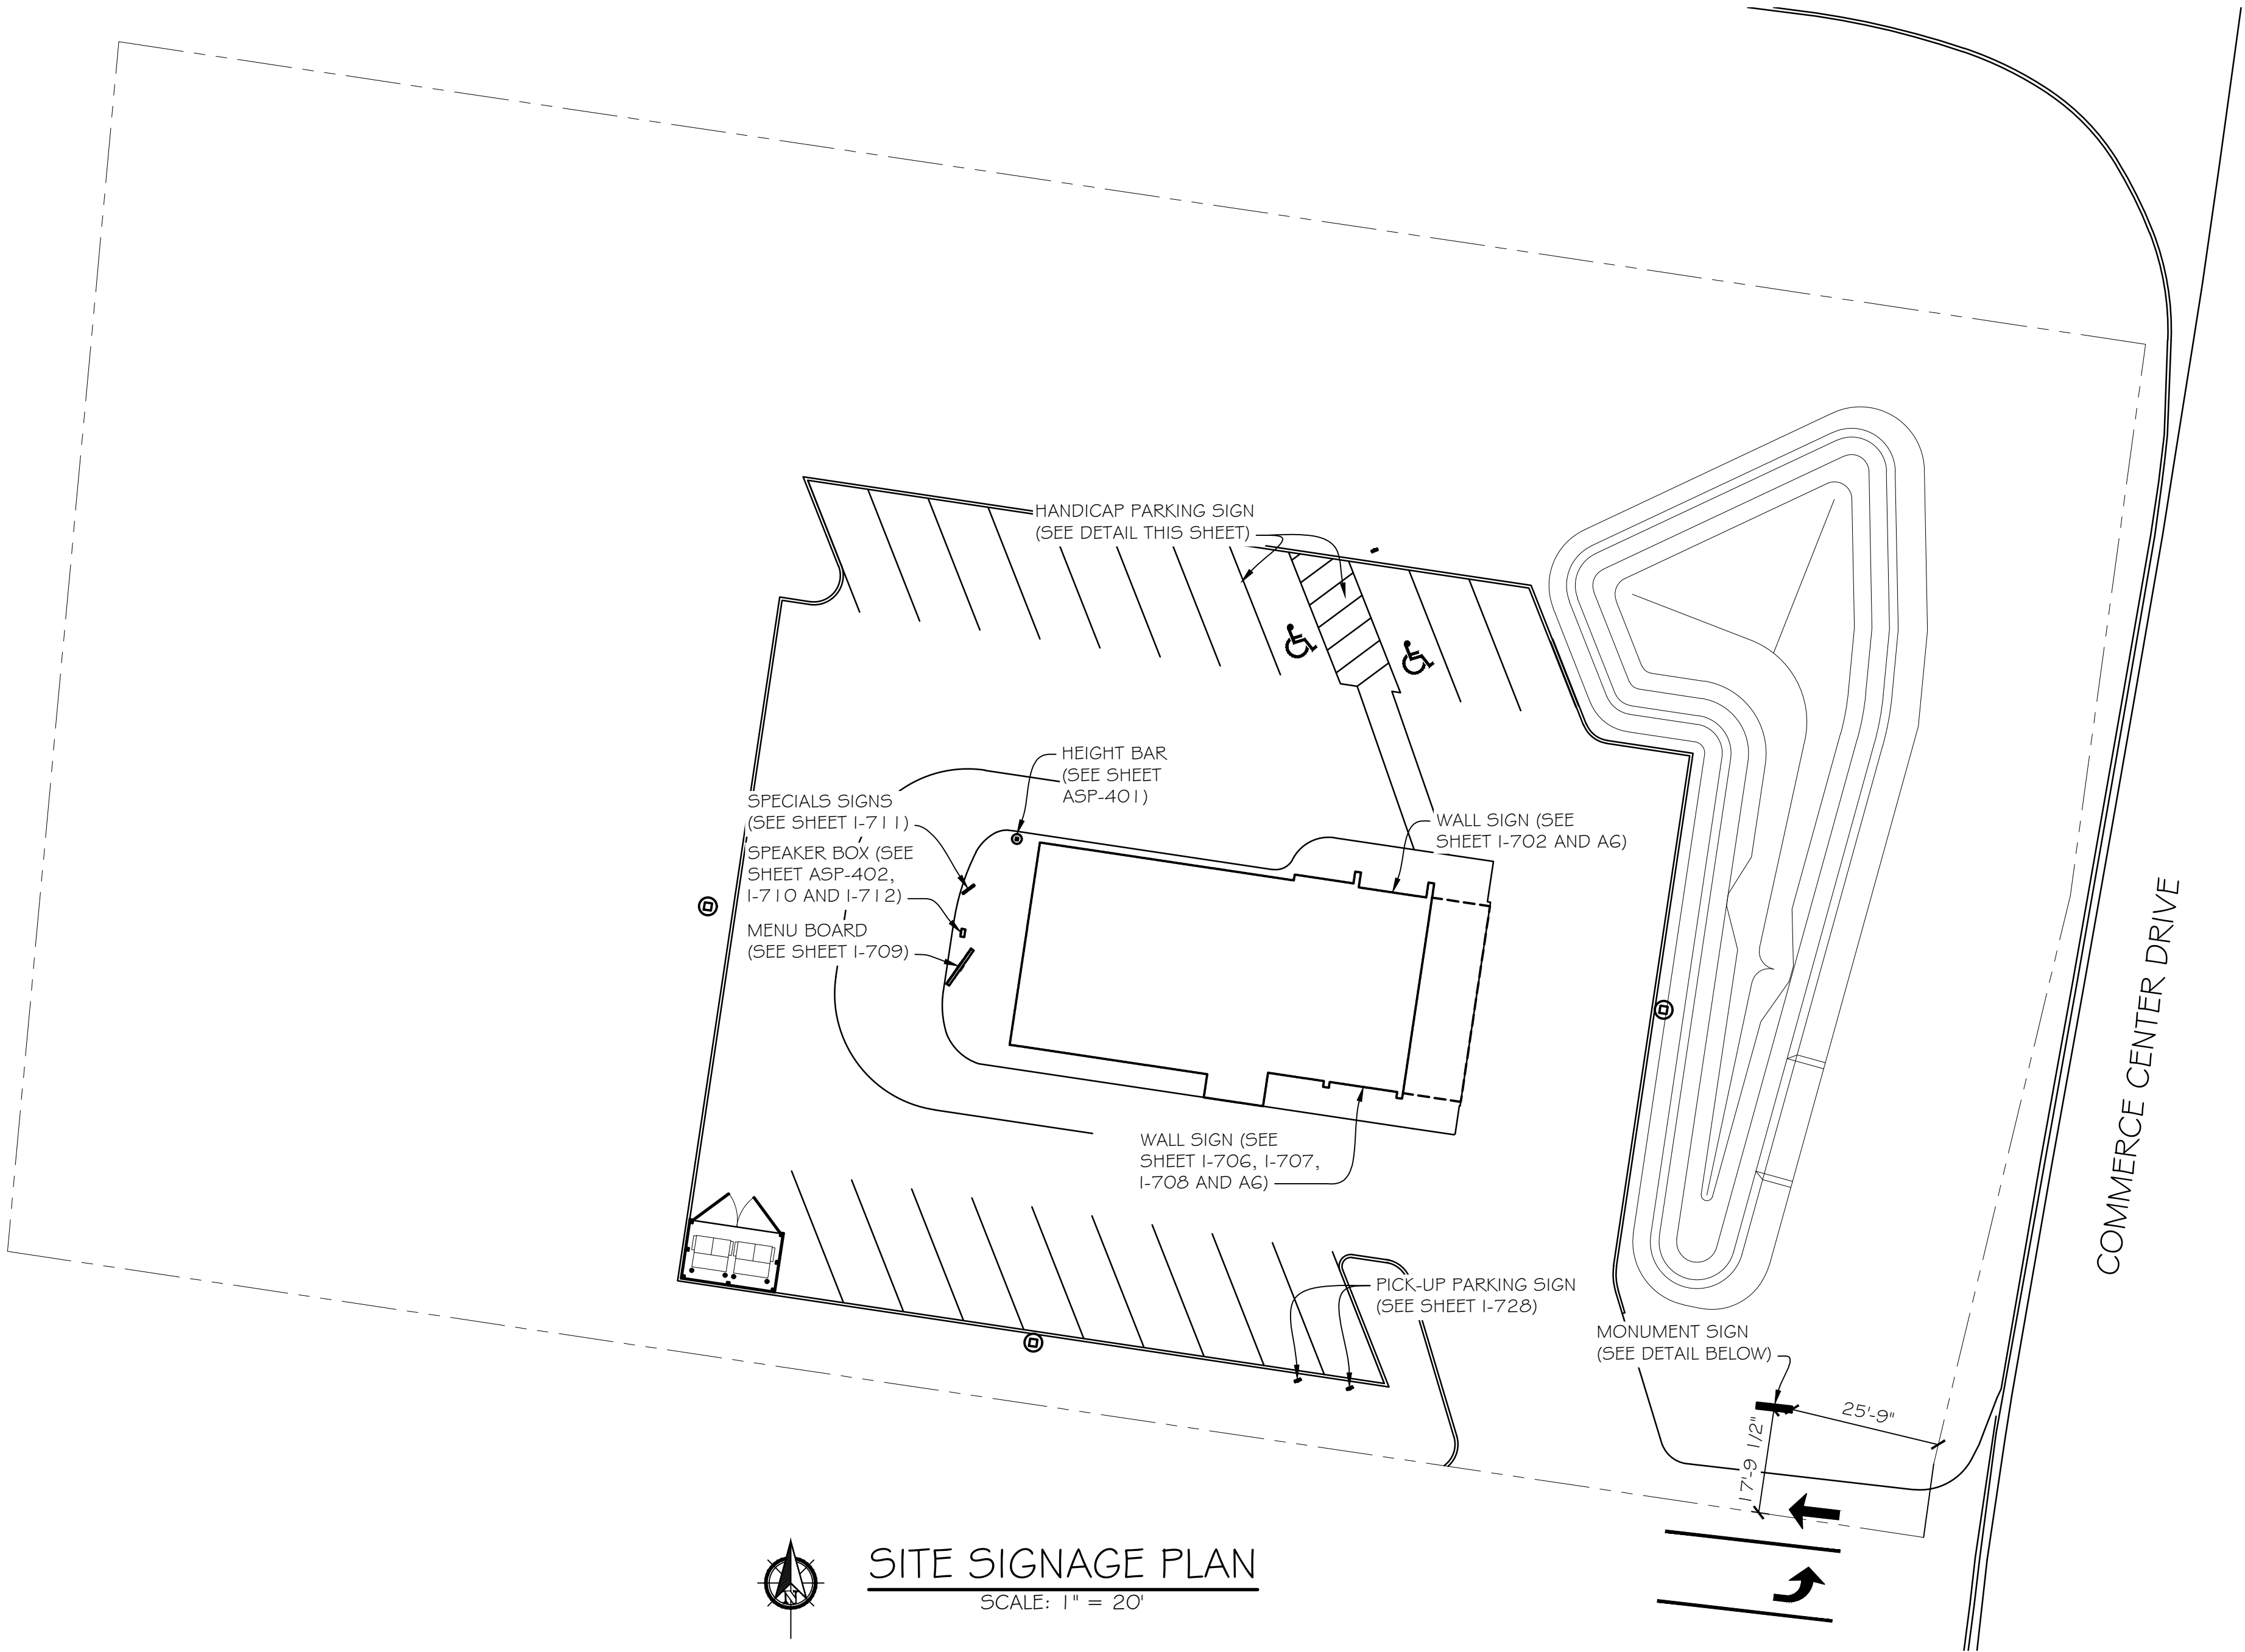 HANDICAP PARKING SIGN
(SEE DETAIL THIS SHEET)
HEIGHT BAR
(SEE SHEET
ASP-401)
SPECIALS SIGNS
(SEE SHEET I-711)
SPEAKER BOX (SEE
SHEET ASP-402,
I-710 AND I-712)
MENU BOARD
(SEE SHEET I-709)
WALL SIGN (SEE
SHEET I-702 AND A6)
WALL SIGN (SEE
SHEET I-706, I-707,
I-708 AND A6)
PICK-UP PARKING SIGN
(SEE SHEET I-728)
MONUMENT SIGN
(SEE DETAIL BELOW)
25'-9"
17'-9 1/2"
COMMERCE CENTER DRIVE
N
SITE SIGNAGE PLAN
SCALE: 1" = 20'